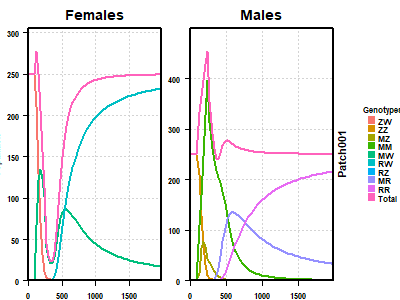 Females
Males
300
250
200
150
100
50
0
0
500
1000
1500
400
300
200
100
0
0
500
1000
1500
Patch001
Genotypes
ZW
ZZ
MZ
MM
MW
RW
RZ
MR
RR
Total